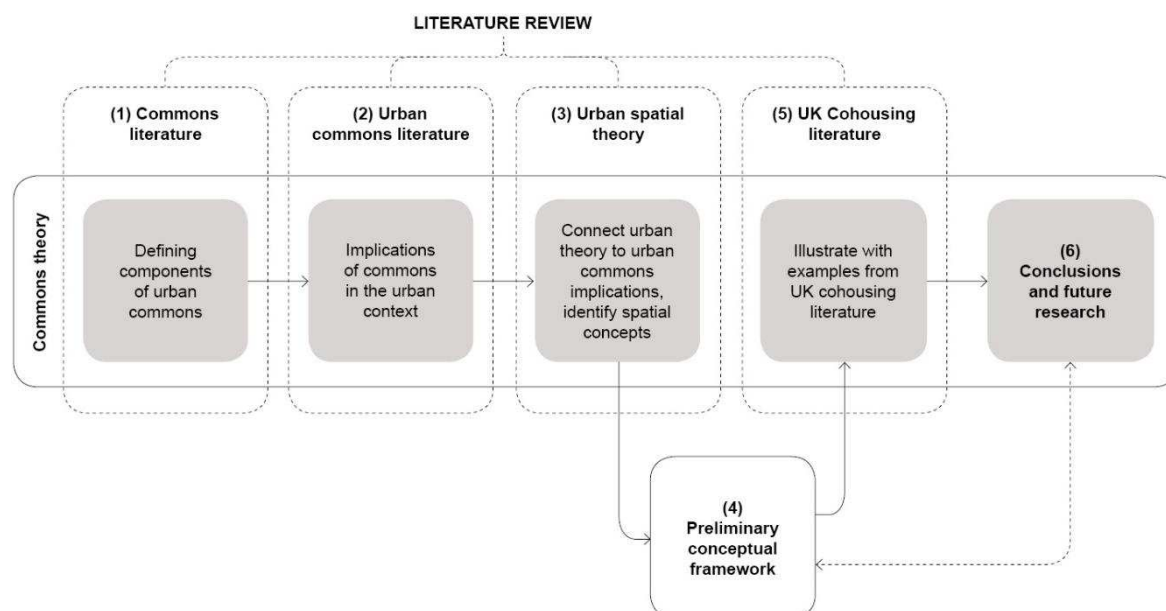 LITERATURE REVIEW
(1) Commons
literature
(2) Urban
commons literature
(3) Urban spatial
theory
(5) UK Cohousing
literature
Commons theory
Defining
components
of urban
commons
Implications
of commons
in the urban
context
Connect urban
theory to urban
commons
implications,
identify spatial
concepts
Illustrate with
examples from
UK cohousing
literature
(6)
Conclusions
and future
research
(4)
Preliminary
conceptual
framework